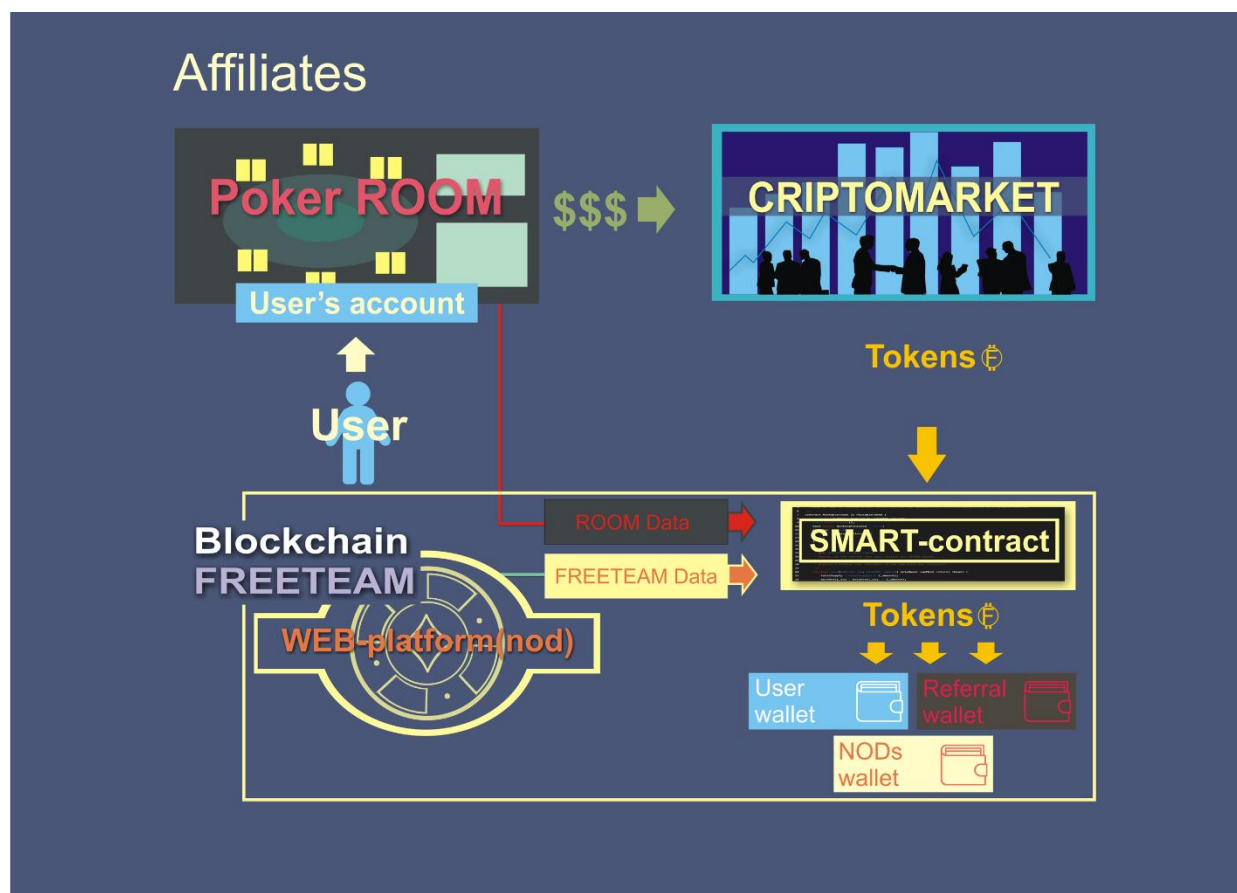 Affiliates
Poker ROOM
User's account
$$$
CRIPTOMARKET
Tokens
User
Blockchain
FREETEAM
WEB-platform(nod)
ROOM Data
FREETEAM Data
SMART-contract
Tokens
User
wallet
Referral
wallet
NODs
wallet